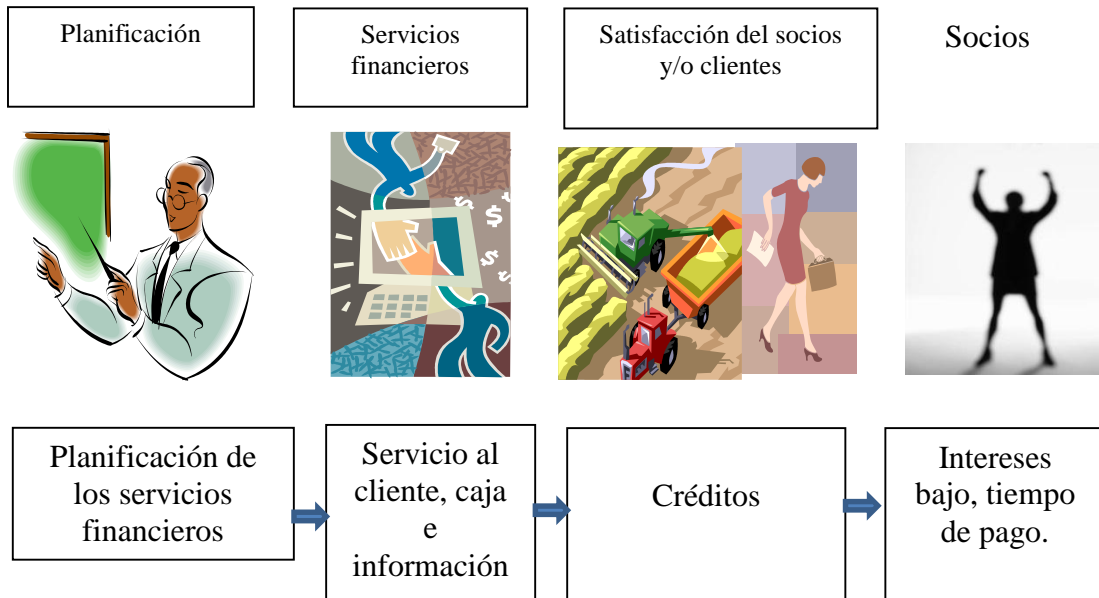 Planificación
Servicios
financieros
Satisfacción del socios
y/o clientes
Socios
$
$
$
Planificación de
los servicios
financieros
Servicio al
cliente, caja
e
información
Créditos
Intereses
bajo, tiempo
de pago.